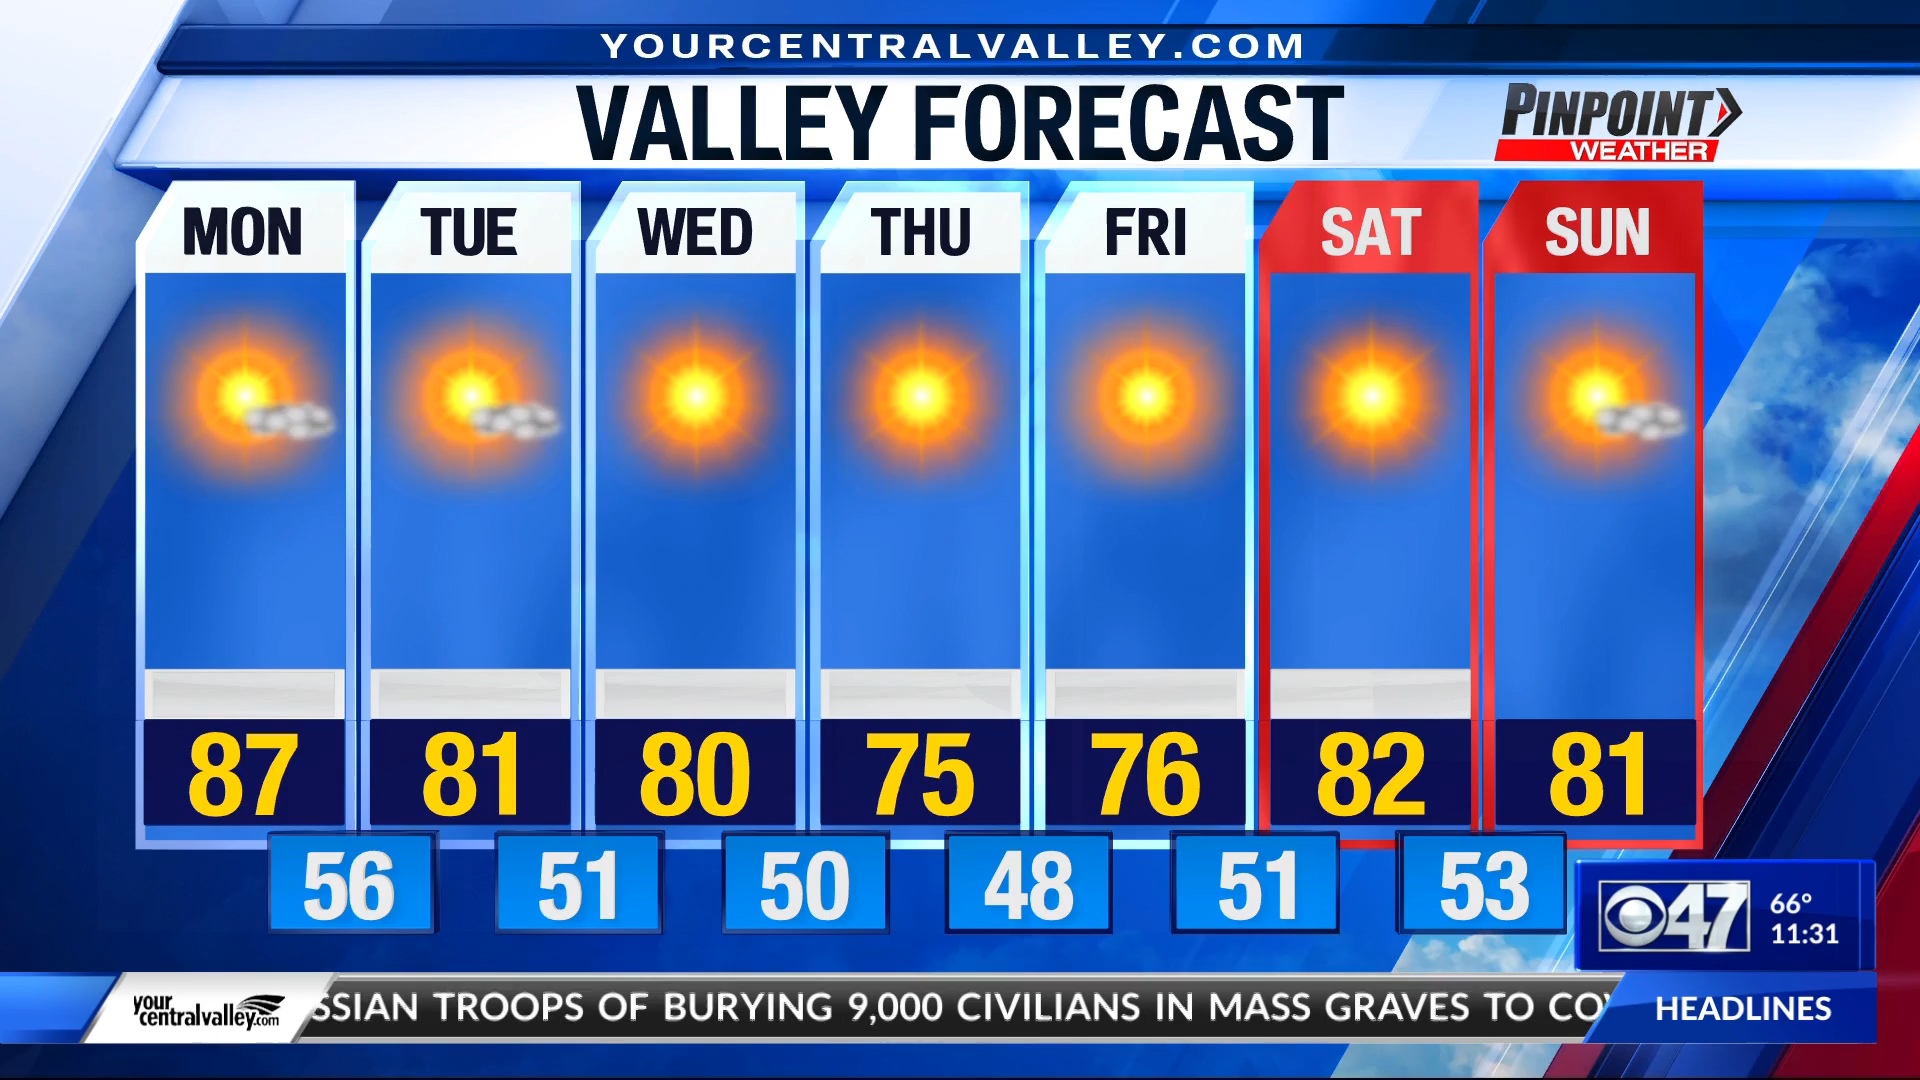 YOURCENTRALVALLEY.COM
VALLEY FORECAST
PINPOINT
WEATHER
MON TUE WED THU FRI SAT SUN
87 81 80 75 76 82 81
56 51 50 48 51 53
47
66°
11:31
your
centralvalley.com
SSIAN TROOPS OF BURYING 9,000 CIVILIANS IN MASS GRAVES TO CO
HEADLINES